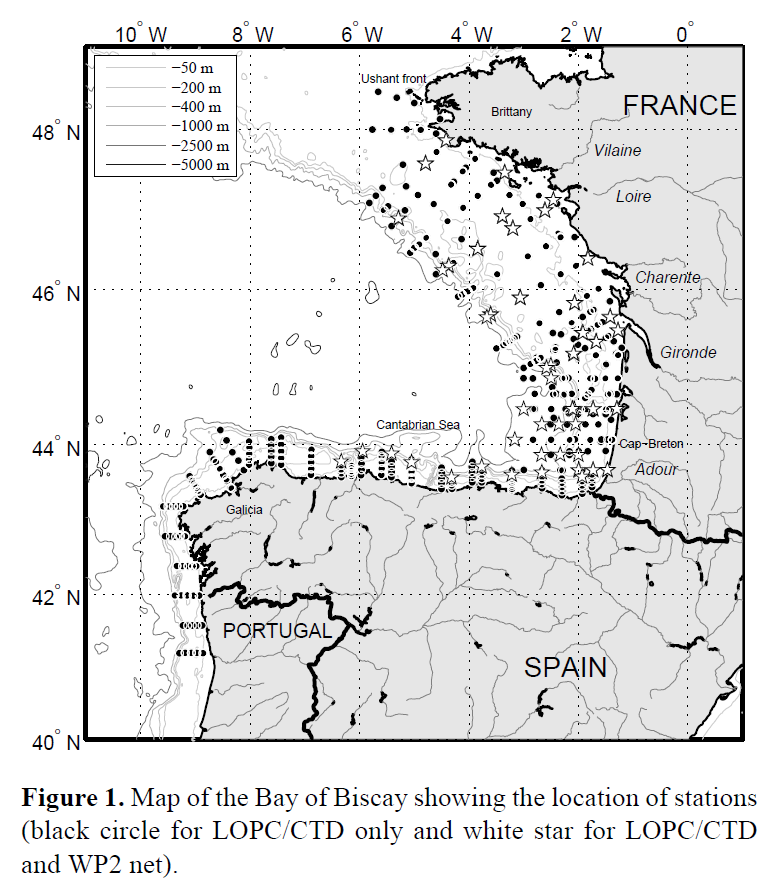 10° W 8° W 6° W 4° W 2° W 0°
−50 m
−200 m
−400 m
−1000 m
−2500 m
−5000 m
Ushant front
Brittany
FRANCE
48° N
Vilaine
Loire
Charente
46° N
Gironde
Cantabrian Sea
44° N
Cap−Breton
Adour
Galicia
42° N
PORTUGAL
SPAIN
40° N
Figure 1. Map of the Bay of Biscay showing the location of stations
(black circle for LOPC/CTD only and white star for LOPC/CTD
and WP2 net).